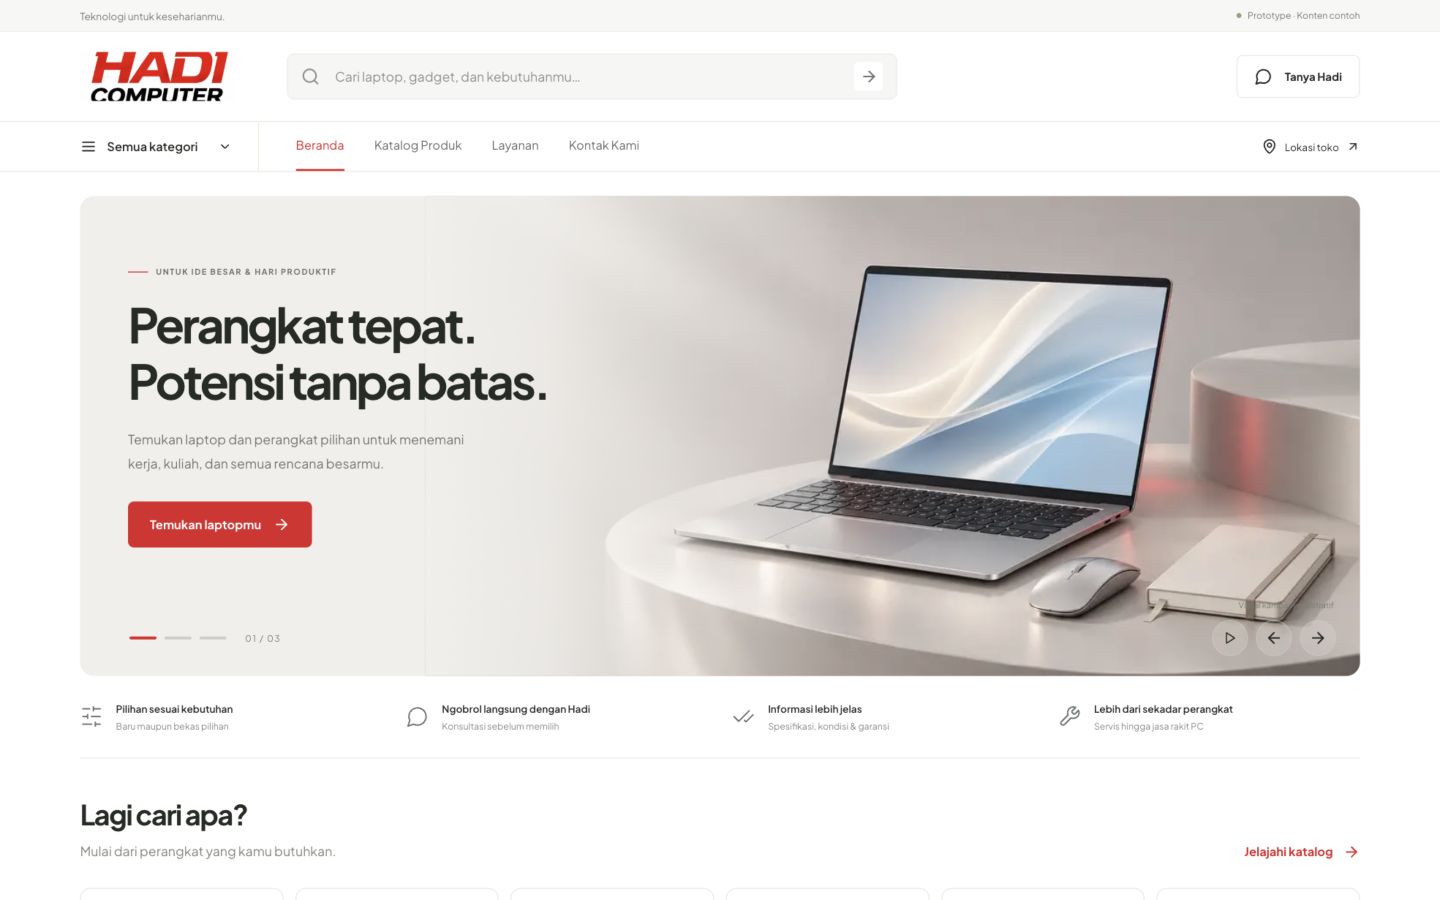 Teknologi untuk keseharianmu.
Prototype · Konten contoh
HADI
COMPUTER
Cari laptop, gadget, dan kebutuhanmu...
Tanya Hadi
Semua kategori
Beranda
Katalog Produk
Layanan
Kontak Kami
Lokasi toko
UNTUK IDE BESAR & HARI PRODUKTIF
Perangkat tepat.
Potensi tanpa batas.
Temukan laptop dan perangkat pilihan untuk menemani
kerja, kuliah, dan semua rencana besarmu.
Temukan laptopmu
01 / 03
Pilihan sesuai kebutuhan
Baru maupun bekas pilihan
Ngobrol langsung dengan Hadi
Konsultasi sebelum memilih
Informasi lebih jelas
Spesifikasi, kondisi & garansi
Lebih dari sekadar perangkat
Servis hingga jasa rakit PC
Lagi cari apa?
Mulai dari perangkat yang kamu butuhkan.
Jelajahi katalog